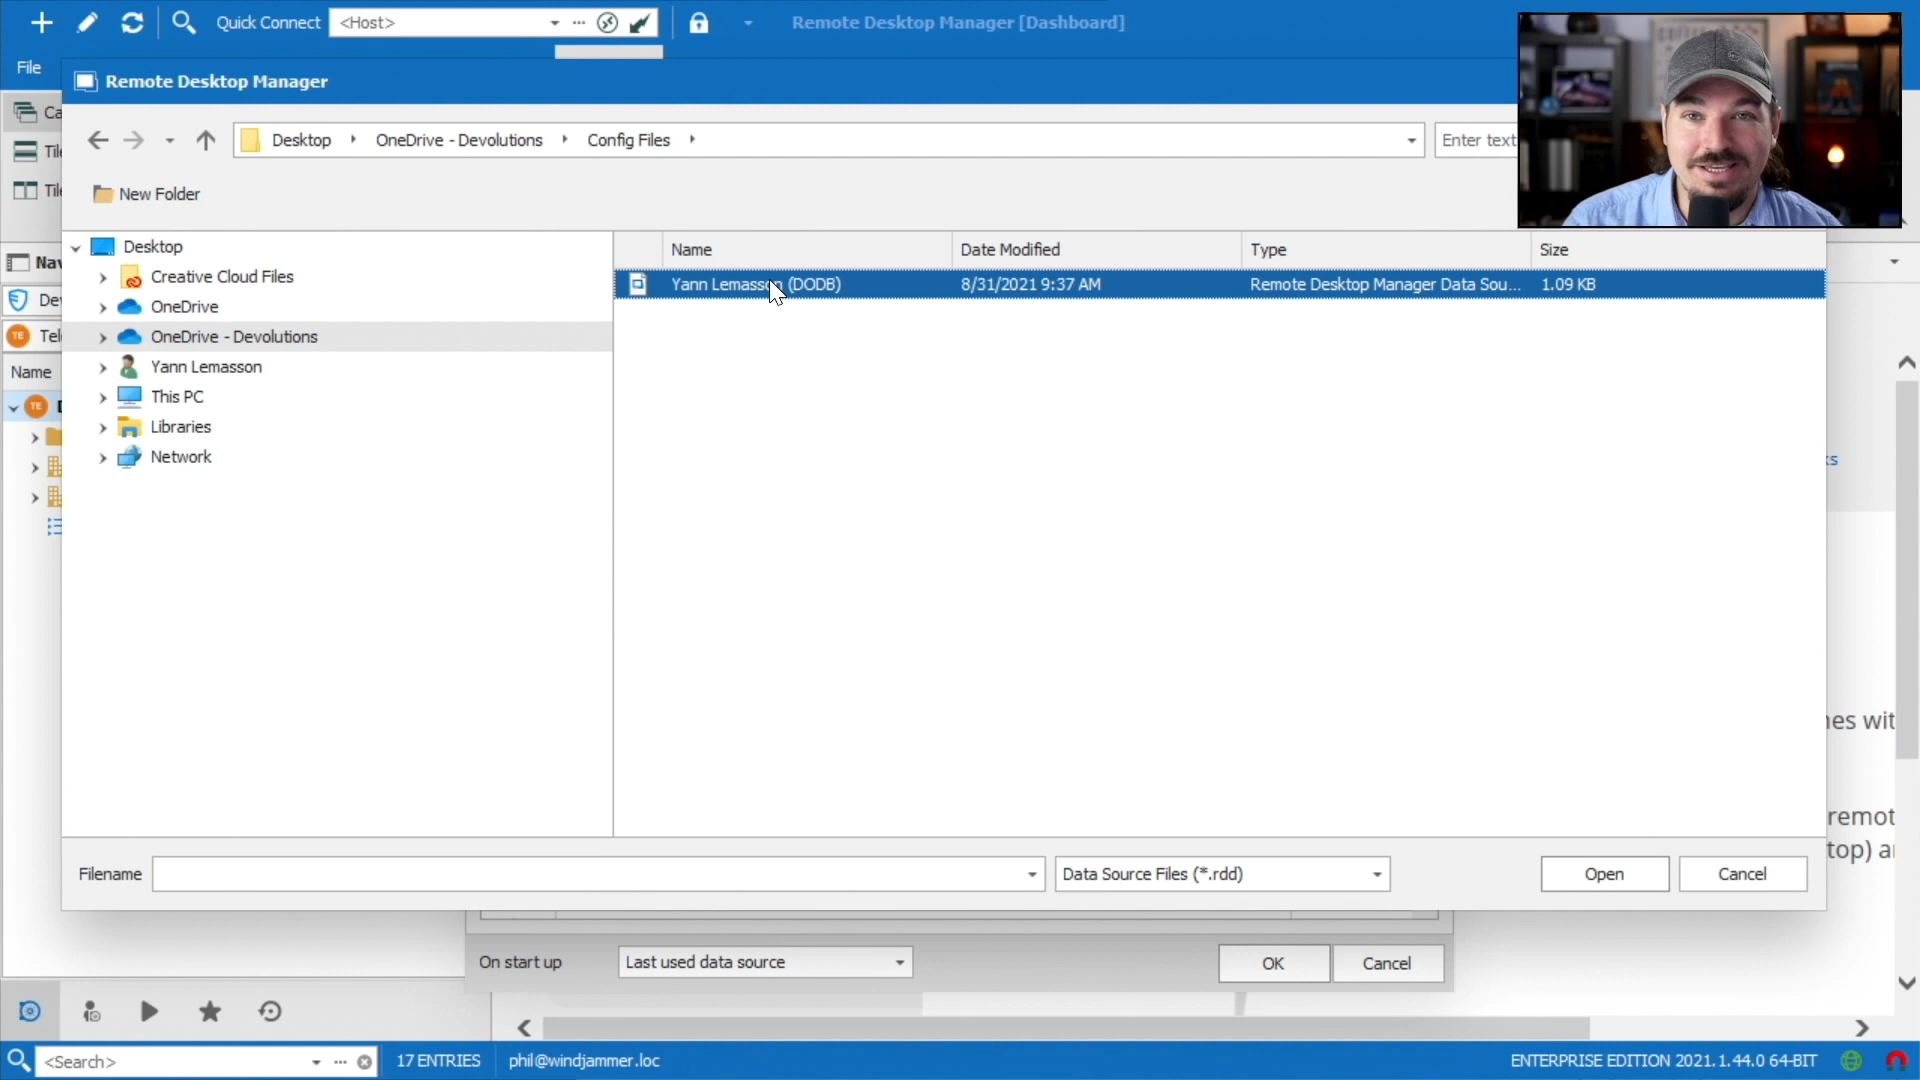 Quick Connect
<Host>
Remote Desktop Manager [Dashboard]
File
Remote Desktop Manager
Desktop
OneDrive - Devolutions
Config Files
Enter text
New Folder
Desktop
Creative Cloud Files
OneDrive
OneDrive - Devolutions
Yann Lemasson
This PC
Libraries
Network
Name
Date Modified
Type
Size
Yann Lemasson (DODB)
8/31/2021 9:37 AM
Remote Desktop Manager Data Sou...
1.09 KB
Name
TE
TE
Filename
Data Source Files (*.rdd)
Open
Cancel
On start up
Last used data source
OK
Cancel
<Search>
17 ENTRIES
phil@windjammer.loc
ENTERPRISE EDITION 2021.1.44.0 64-BIT